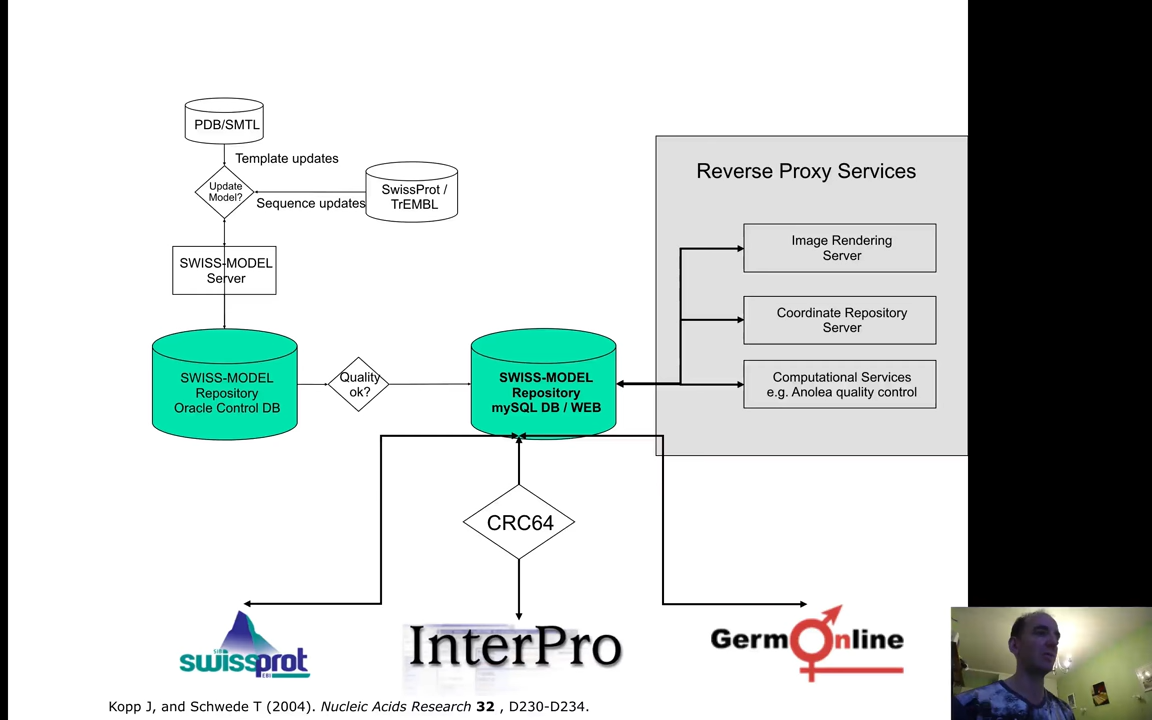 PDB/SMTL
Template updates
Update
Model?
SwissProt /
TrEMBL
Sequence updates
SWISS-MODEL
Server
SWISS-MODEL
Repository
Oracle Control DB
Quality
ok?
SWISS-MODEL
Repository
mySQL DB / WEB
Reverse Proxy Services
Image Rendering
Server
Coordinate Repository
Server
Computational Services
e.g. Anolea quality control
CRC64
SIB
swissprot
EBI
InterPro
GermOnline
Kopp J, and Schwede T (2004). Nucleic Acids Research 32 , D230-D234.